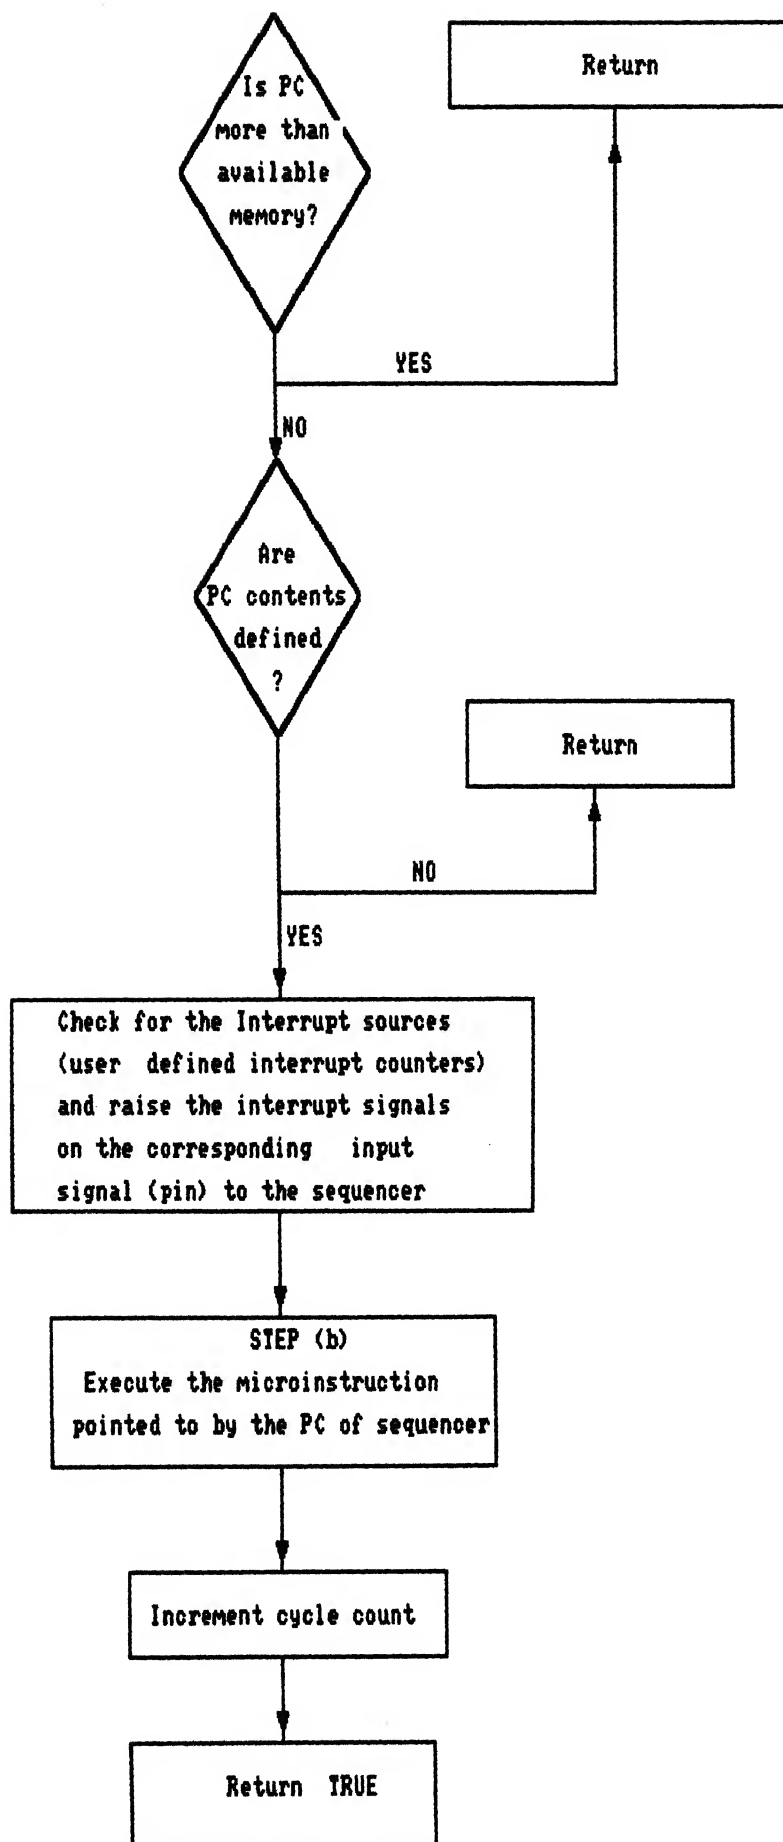 Is PC
more than
available
memory?
Return
YES
NO
Are
PC contents
defined
?
Return
NO
YES
Check for the Interrupt sources
(user defined interrupt counters)
and raise the interrupt signals
on the corresponding input
signal (pin) to the sequencer
STEP (b)
Execute the microinstruction
pointed to by the PC of sequencer
Increment cycle count
Return TRUE